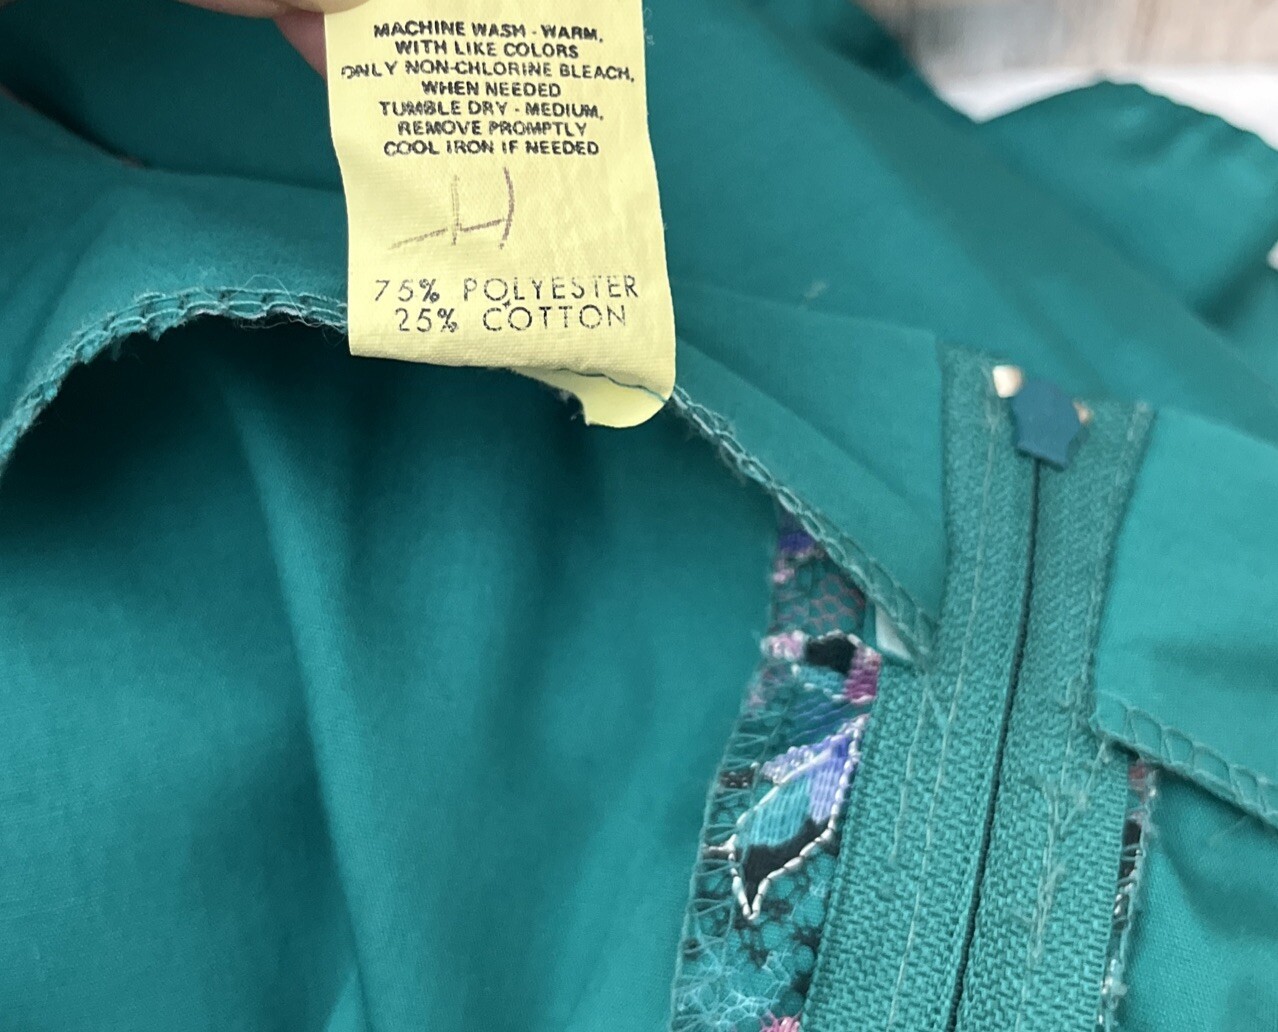 MACHINE WASH - WARM,
WITH LIKE COLORS
ONLY NON-CHLORINE BLEACH,
WHEN NEEDED
TUMBLE DRY - MEDIUM,
REMOVE PROMPTLY
COOL IRON IF NEEDED
H
75% POLYESTER
25% COTTON